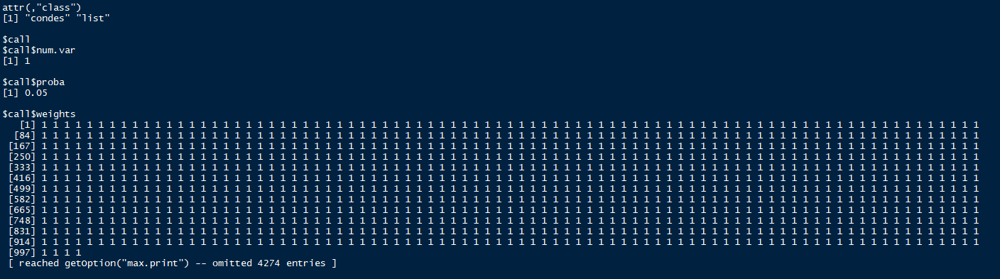 attr(,"class")
[1] "condes" "list"
$call
$call$num.var
[1] 1
$call$proba
[1] 0.05
$call$weights
[1] 1 1 1 1 1 1 1 1 1 1 1 1 1 1 1 1 1 1 1 1 1 1 1 1 1 1 1 1 1 1 1 1 1 1 1 1 1 1 1 1 1 1 1 1 1 1 1 1 1 1 1 1 1 1 1 1 1 1 1 1 1 1 1 1 1 1 1 1 1 1 1 1 1 1 1 1 1 1 1 1 1 1 1
[84] 1 1 1 1 1 1 1 1 1 1 1 1 1 1 1 1 1 1 1 1 1 1 1 1 1 1 1 1 1 1 1 1 1 1 1 1 1 1 1 1 1 1 1 1 1 1 1 1 1 1 1 1 1 1 1 1 1 1 1 1 1 1 1 1 1 1 1 1 1 1 1 1 1 1 1 1 1 1 1 1 1 1 1
[167] 1 1 1 1 1 1 1 1 1 1 1 1 1 1 1 1 1 1 1 1 1 1 1 1 1 1 1 1 1 1 1 1 1 1 1 1 1 1 1 1 1 1 1 1 1 1 1 1 1 1 1 1 1 1 1 1 1 1 1 1 1 1 1 1 1 1 1 1 1 1 1 1 1 1 1 1 1 1 1 1 1 1 1
[250] 1 1 1 1 1 1 1 1 1 1 1 1 1 1 1 1 1 1 1 1 1 1 1 1 1 1 1 1 1 1 1 1 1 1 1 1 1 1 1 1 1 1 1 1 1 1 1 1 1 1 1 1 1 1 1 1 1 1 1 1 1 1 1 1 1 1 1 1 1 1 1 1 1 1 1 1 1 1 1 1 1 1 1
[333] 1 1 1 1 1 1 1 1 1 1 1 1 1 1 1 1 1 1 1 1 1 1 1 1 1 1 1 1 1 1 1 1 1 1 1 1 1 1 1 1 1 1 1 1 1 1 1 1 1 1 1 1 1 1 1 1 1 1 1 1 1 1 1 1 1 1 1 1 1 1 1 1 1 1 1 1 1 1 1 1 1 1 1
[416] 1 1 1 1 1 1 1 1 1 1 1 1 1 1 1 1 1 1 1 1 1 1 1 1 1 1 1 1 1 1 1 1 1 1 1 1 1 1 1 1 1 1 1 1 1 1 1 1 1 1 1 1 1 1 1 1 1 1 1 1 1 1 1 1 1 1 1 1 1 1 1 1 1 1 1 1 1 1 1 1 1 1 1
[499] 1 1 1 1 1 1 1 1 1 1 1 1 1 1 1 1 1 1 1 1 1 1 1 1 1 1 1 1 1 1 1 1 1 1 1 1 1 1 1 1 1 1 1 1 1 1 1 1 1 1 1 1 1 1 1 1 1 1 1 1 1 1 1 1 1 1 1 1 1 1 1 1 1 1 1 1 1 1 1 1 1 1 1
[582] 1 1 1 1 1 1 1 1 1 1 1 1 1 1 1 1 1 1 1 1 1 1 1 1 1 1 1 1 1 1 1 1 1 1 1 1 1 1 1 1 1 1 1 1 1 1 1 1 1 1 1 1 1 1 1 1 1 1 1 1 1 1 1 1 1 1 1 1 1 1 1 1 1 1 1 1 1 1 1 1 1 1 1
[665] 1 1 1 1 1 1 1 1 1 1 1 1 1 1 1 1 1 1 1 1 1 1 1 1 1 1 1 1 1 1 1 1 1 1 1 1 1 1 1 1 1 1 1 1 1 1 1 1 1 1 1 1 1 1 1 1 1 1 1 1 1 1 1 1 1 1 1 1 1 1 1 1 1 1 1 1 1 1 1 1 1 1 1
[748] 1 1 1 1 1 1 1 1 1 1 1 1 1 1 1 1 1 1 1 1 1 1 1 1 1 1 1 1 1 1 1 1 1 1 1 1 1 1 1 1 1 1 1 1 1 1 1 1 1 1 1 1 1 1 1 1 1 1 1 1 1 1 1 1 1 1 1 1 1 1 1 1 1 1 1 1 1 1 1 1 1 1 1
[831] 1 1 1 1 1 1 1 1 1 1 1 1 1 1 1 1 1 1 1 1 1 1 1 1 1 1 1 1 1 1 1 1 1 1 1 1 1 1 1 1 1 1 1 1 1 1 1 1 1 1 1 1 1 1 1 1 1 1 1 1 1 1 1 1 1 1 1 1 1 1 1 1 1 1 1 1 1 1 1 1 1 1 1
[914] 1 1 1 1 1 1 1 1 1 1 1 1 1 1 1 1 1 1 1 1 1 1 1 1 1 1 1 1 1 1 1 1 1 1 1 1 1 1 1 1 1 1 1 1 1 1 1 1 1 1 1 1 1 1 1 1 1 1 1 1 1 1 1 1 1 1 1 1 1 1 1 1 1 1 1 1 1 1 1 1 1 1 1
[997] 1 1 1 1
[ reached getOption("max.print") -- omitted 4274 entries ]